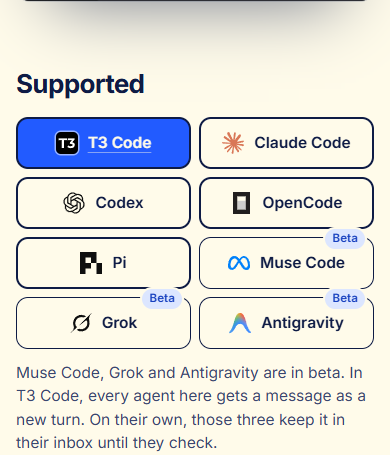 Supported
T3 T3 Code
Claude Code
Codex
OpenCode
Pi
Beta
Muse Code
Beta
Grok
Beta
Antigravity
Muse Code, Grok and Antigravity are in beta. In
T3 Code, every agent here gets a message as a
new turn. On their own, those three keep it in
their inbox until they check.